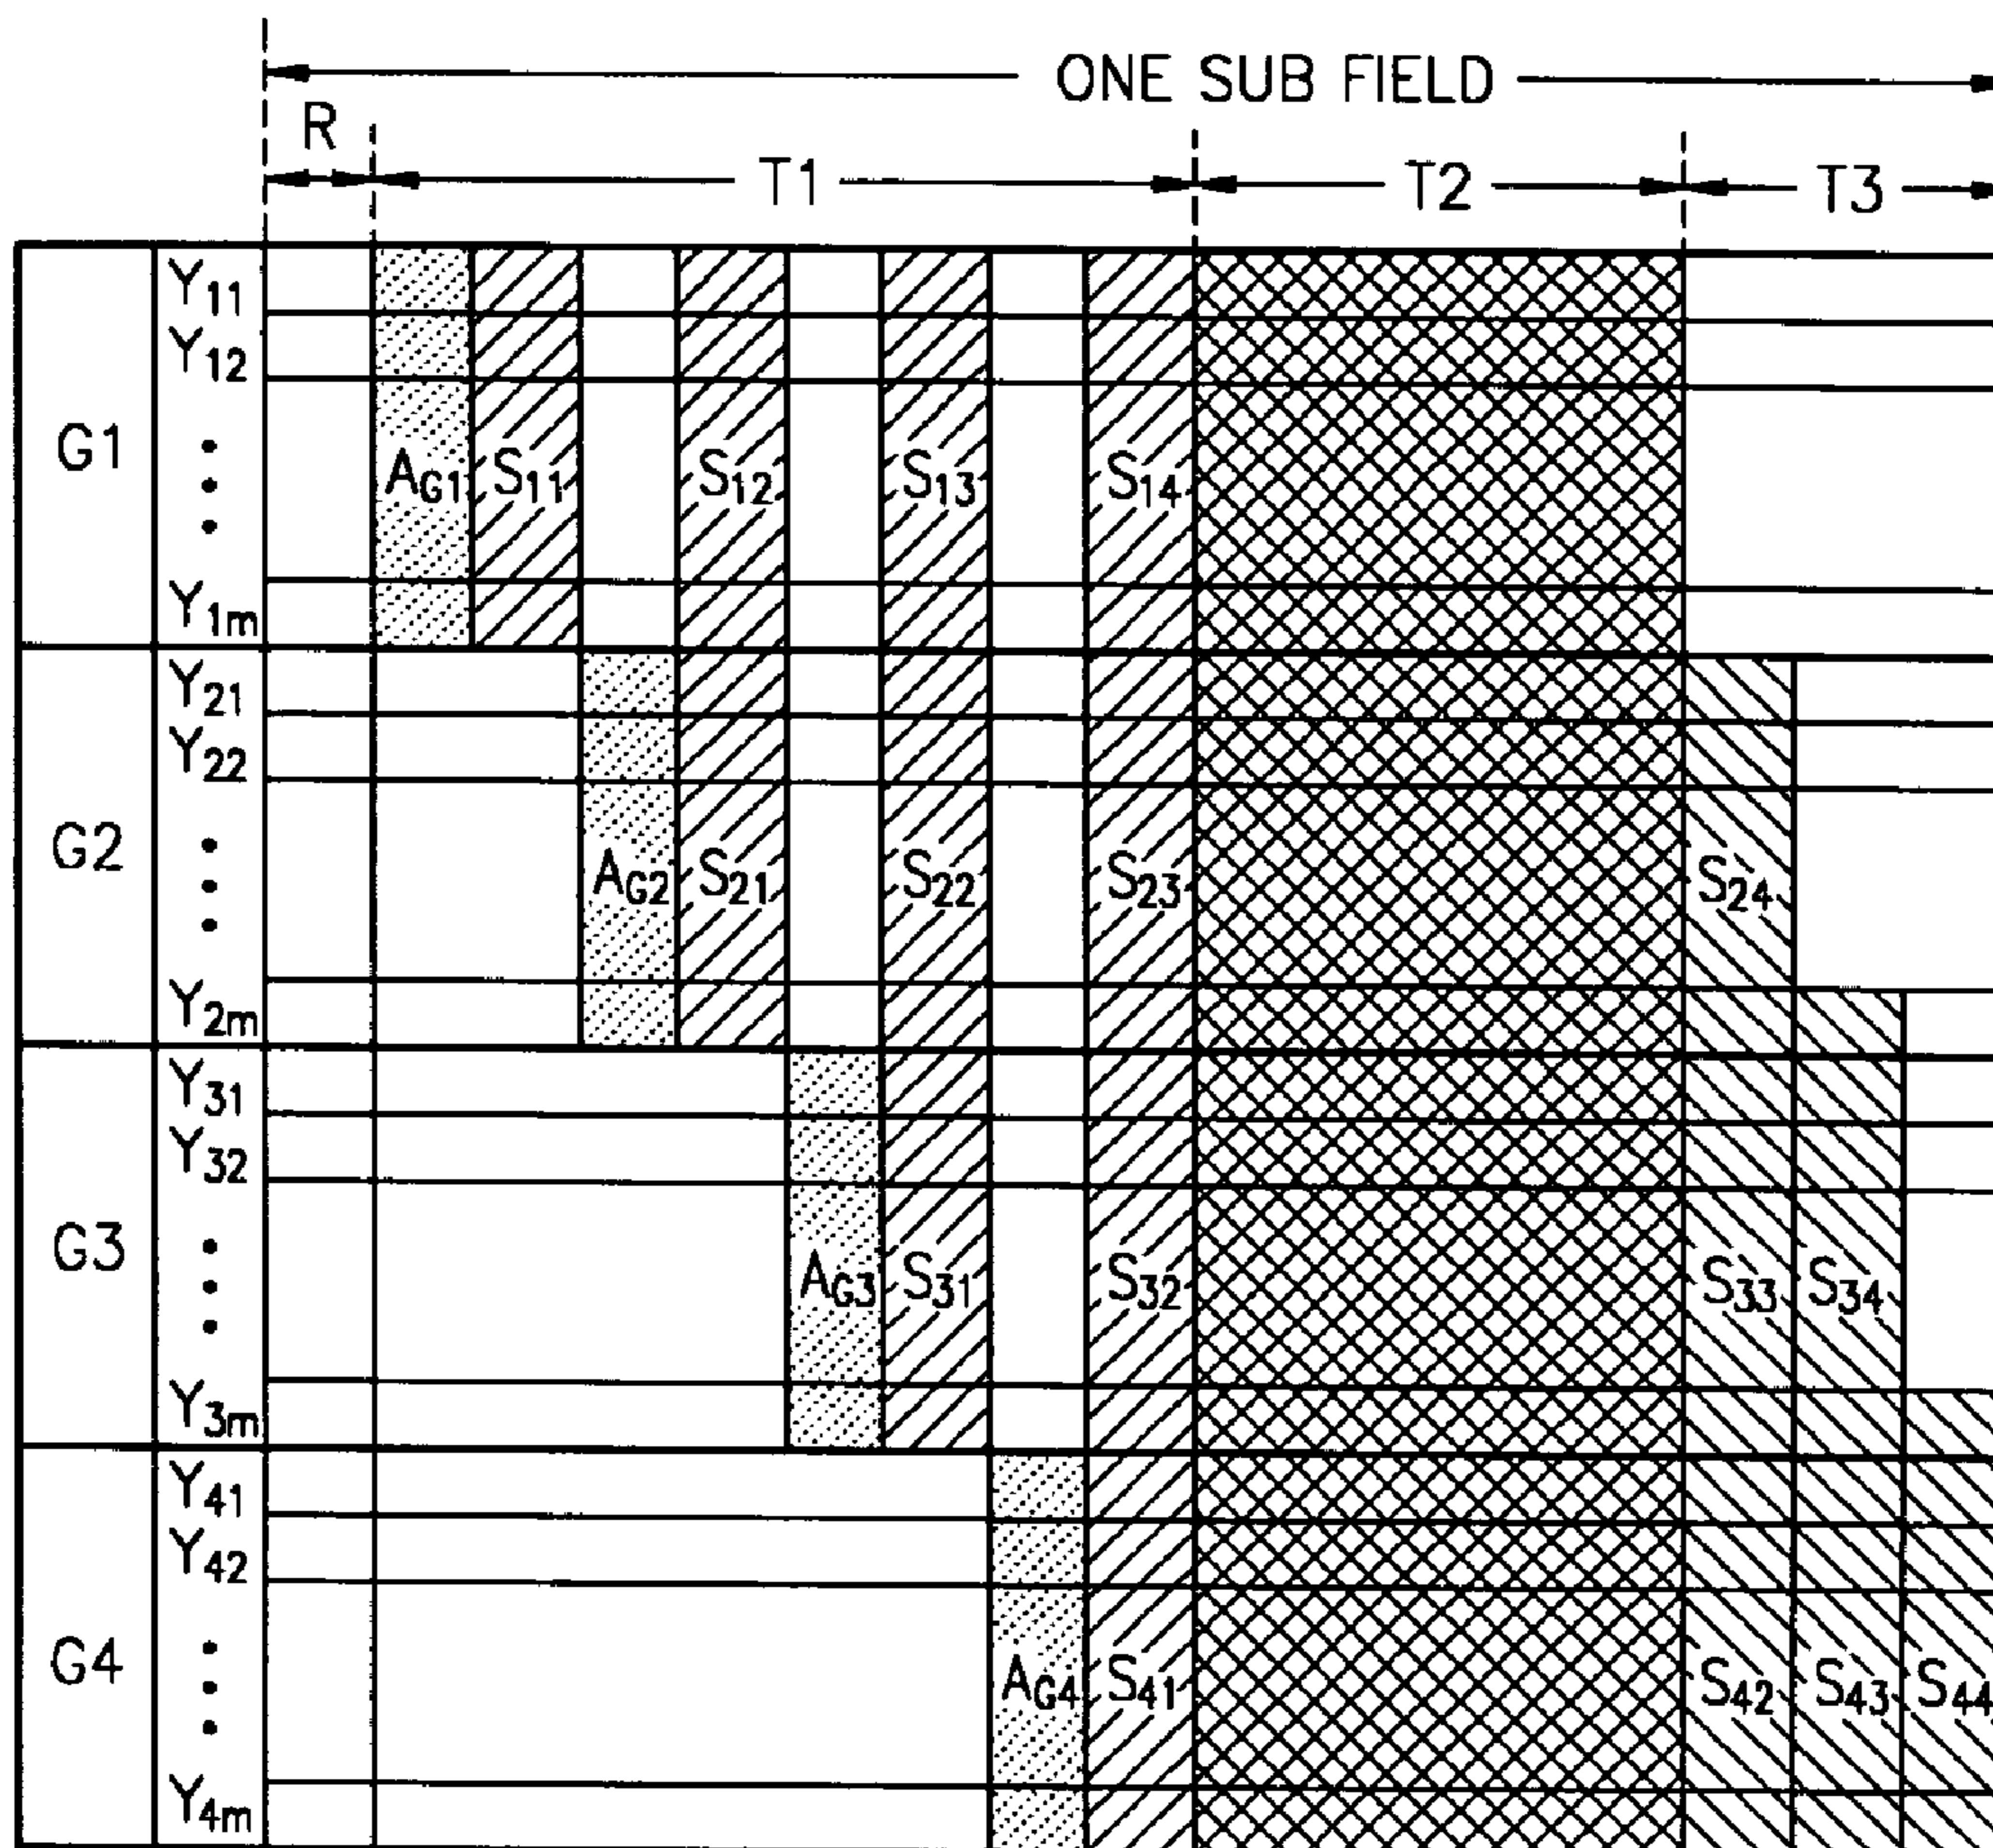 ONE SUB FIELD
R
T1
T2
T3
G1
Y11
Y12
Y1m
AG1
S11
S12
S13
S14
G2
Y21
Y22
Y2m
AG2
S21
S22
S23
S24
G3
Y31
Y32
Y3m
AG3
S31
S32
S33
S34
G4
Y41
Y42
Y4m
AG4
S41
S42
S43
S44